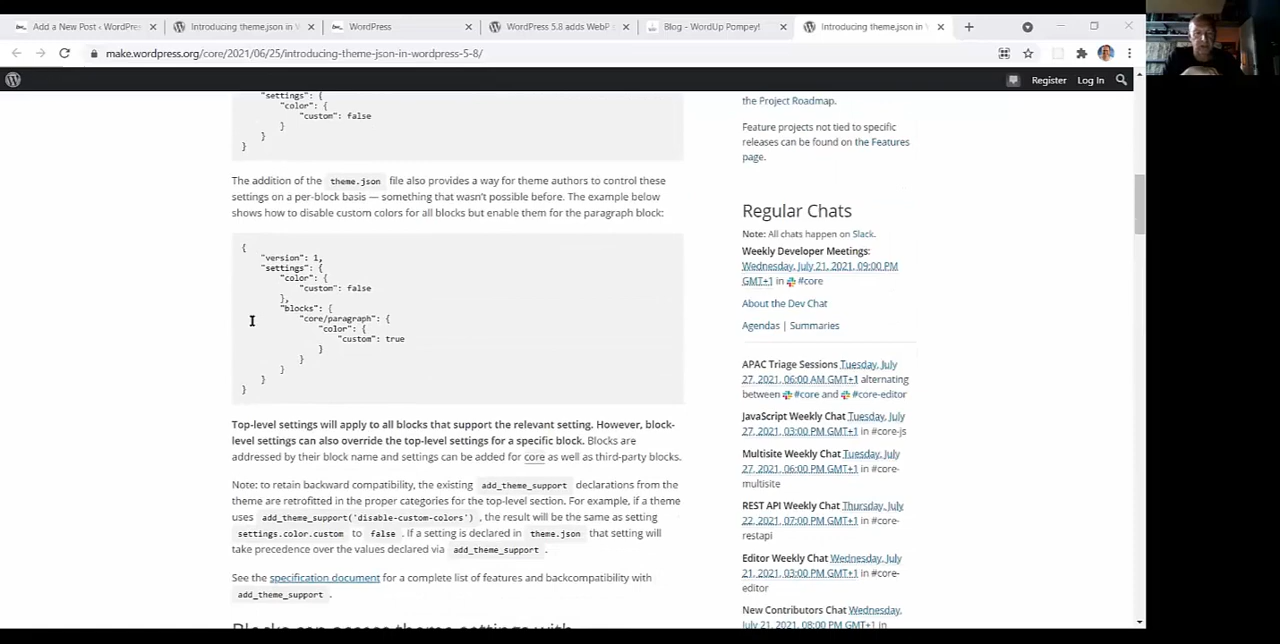 Add a New Post ‹ WordPre
Introducing theme.json in W
WordPress
WordPress 5.8 adds WebP
Blog - WordUp Pompey!
Introducing theme.json in W
make.wordpress.org/core/2021/06/25/introducing-theme-json-in-wordpress-5-8/
Register
Log In
"settings": {
"color": {
"custom": false
}
}
}
The addition of the theme.json file also provides a way for theme authors to control these
settings on a per-block basis — something that wasn't possible before. The example below
shows how to disable custom colors for all blocks but enable them for the paragraph block:
{
"version": 1,
"settings": {
"color": {
"custom": false
},
"blocks": {
"core/paragraph": {
"color": {
"custom": true
}
}
}
}
}
Top-level settings will apply to all blocks that support the relevant setting. However, block-
level settings can also override the top-level settings for a specific block. Blocks are
addressed by their block name and settings can be added for core as well as third-party blocks.
Note: to retain backward compatibility, the existing add_theme_support declarations from the
theme are retrofitted in the proper categories for the top-level section. For example, if a theme
uses add_theme_support('disable-custom-colors') , the result will be the same as setting
settings.color.custom to false . If a setting is declared in theme.json that setting will
take precedence over the values declared via add_theme_support .
See the specification document for a complete list of features and backcompatibility with
add_theme_support .
Blocks can access theme settings with
the Project Roadmap.
Feature projects not tied to specific
releases can be found on the Features
page.
Regular Chats
Note: All chats happen on Slack.
Weekly Developer Meetings:
Wednesday, July 21, 2021, 09:00 PM
GMT+1 in #core
About the Dev Chat
Agendas | Summaries
APAC Triage Sessions Tuesday, July
27, 2021, 06:00 AM GMT+1 alternating
between #core and #core-editor
JavaScript Weekly Chat Tuesday, July
27, 2021, 03:00 PM GMT+1 in #core-js
Multisite Weekly Chat Tuesday, July
27, 2021, 06:00 PM GMT+1 in #core-
multisite
REST API Weekly Chat Thursday, July
22, 2021, 07:00 PM GMT+1 in #core-
restapi
Editor Weekly Chat Wednesday, July
21, 2021, 03:00 PM GMT+1 in #core-
editor
New Contributors Chat Wednesday,
July 21, 2021, 08:00 PM GMT+1 in